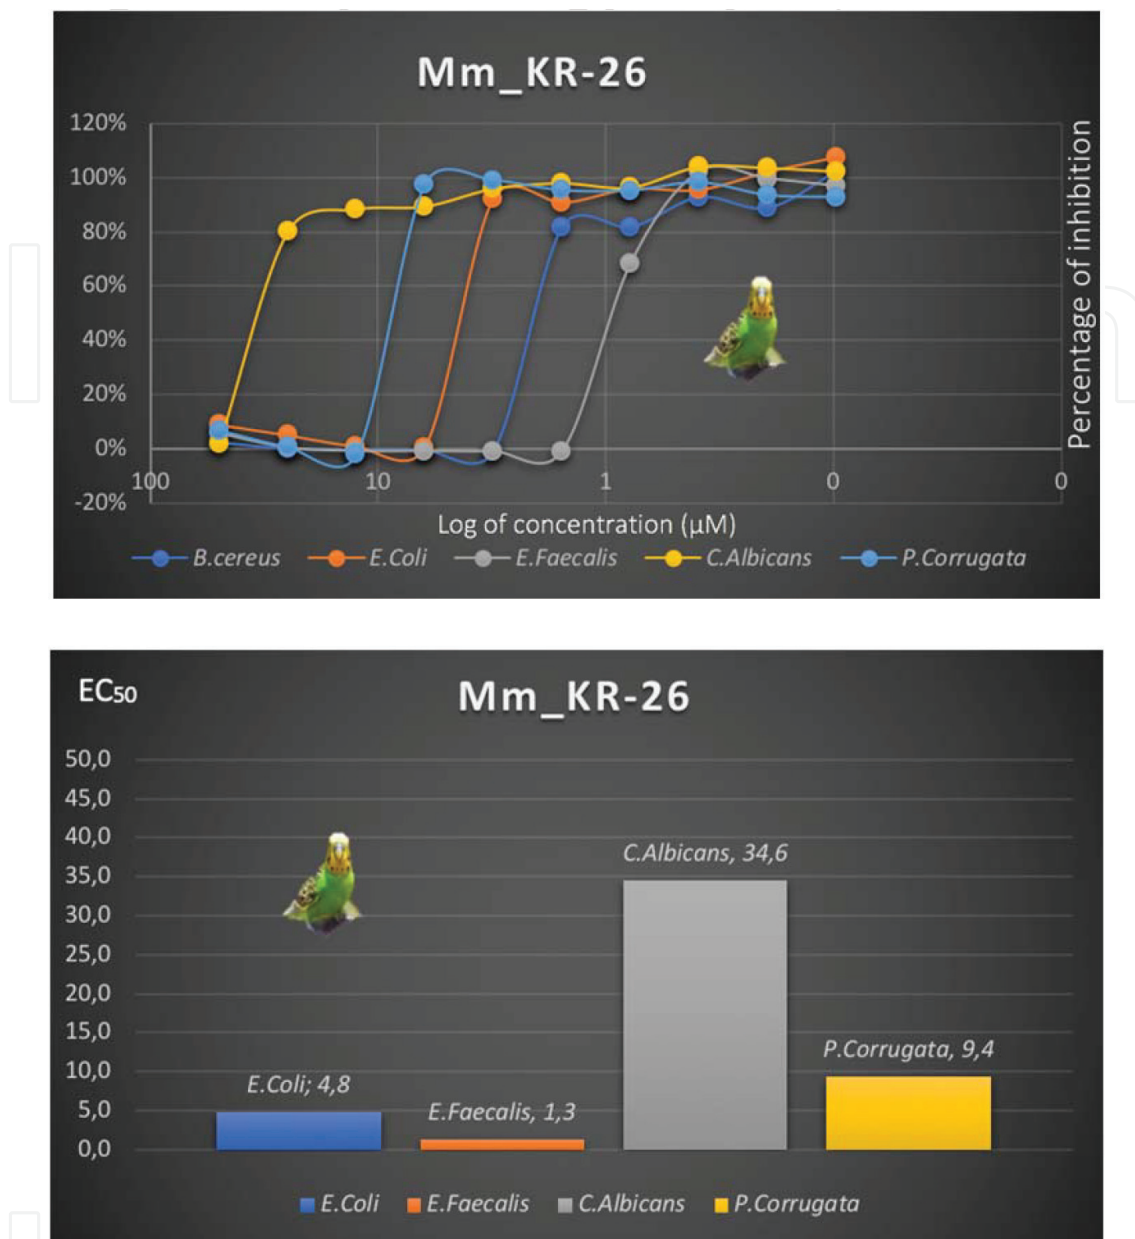 Mm_KR-26
120%
100%
80%
60%
40%
20%
0%
-20%
100 10 1 0 0
Percentage of inhibition
Log of concentration (μM)
B.cereus E.Coli E.Faecalis C.Albicans P.Corrugata
EC50
Mm_KR-26
50,0
45,0
40,0
35,0
30,0
25,0
20,0
15,0
10,0
5,0
0,0
C.Albicans, 34,6
P.Corrugata, 9,4
E.Coli; 4,8
E.Faecalis, 1,3
E.Coli E.Faecalis C.Albicans P.Corrugata